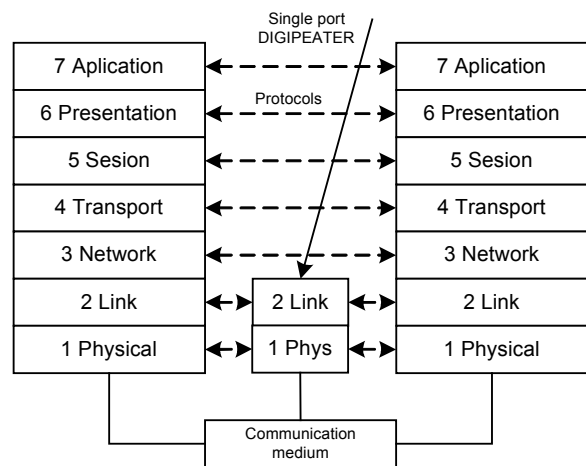 Single port
DIGIPEATER
7 Aplication
7 Aplication
Protocols
6 Presentation
6 Presentation
5 Sesion
5 Sesion
4 Transport
4 Transport
3 Network
3 Network
2 Link
2 Link
2 Link
1 Physical
1 Phys
1 Physical
Communication
medium